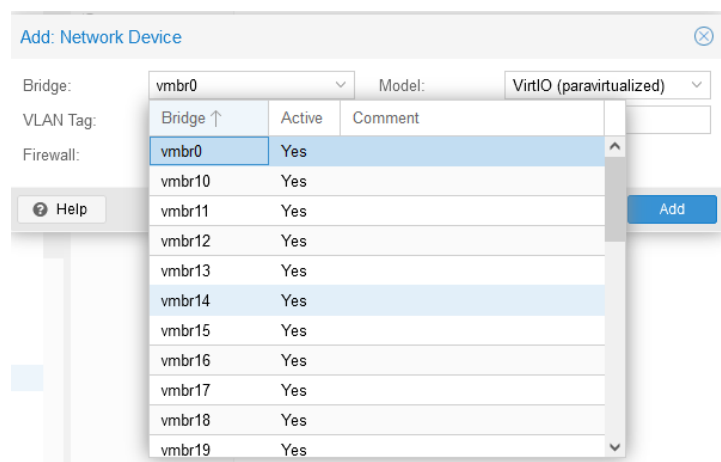 Add: Network Device
Bridge: vmbr0 Model: VirtIO (paravirtualized)
VLAN Tag:
Firewall:
Bridge Active Comment
vmbr0 Yes
vmbr10 Yes
vmbr11 Yes
vmbr12 Yes
vmbr13 Yes
vmbr14 Yes
vmbr15 Yes
vmbr16 Yes
vmbr17 Yes
vmbr18 Yes
vmbr19 Yes
Help Add